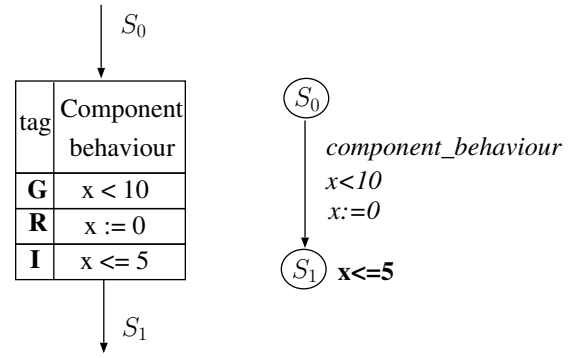 S0
tag Component
behaviour
G x < 10
R x := 0
I x <= 5
S1
S0
component_behaviour
x<10
x:=0
S1 x<=5